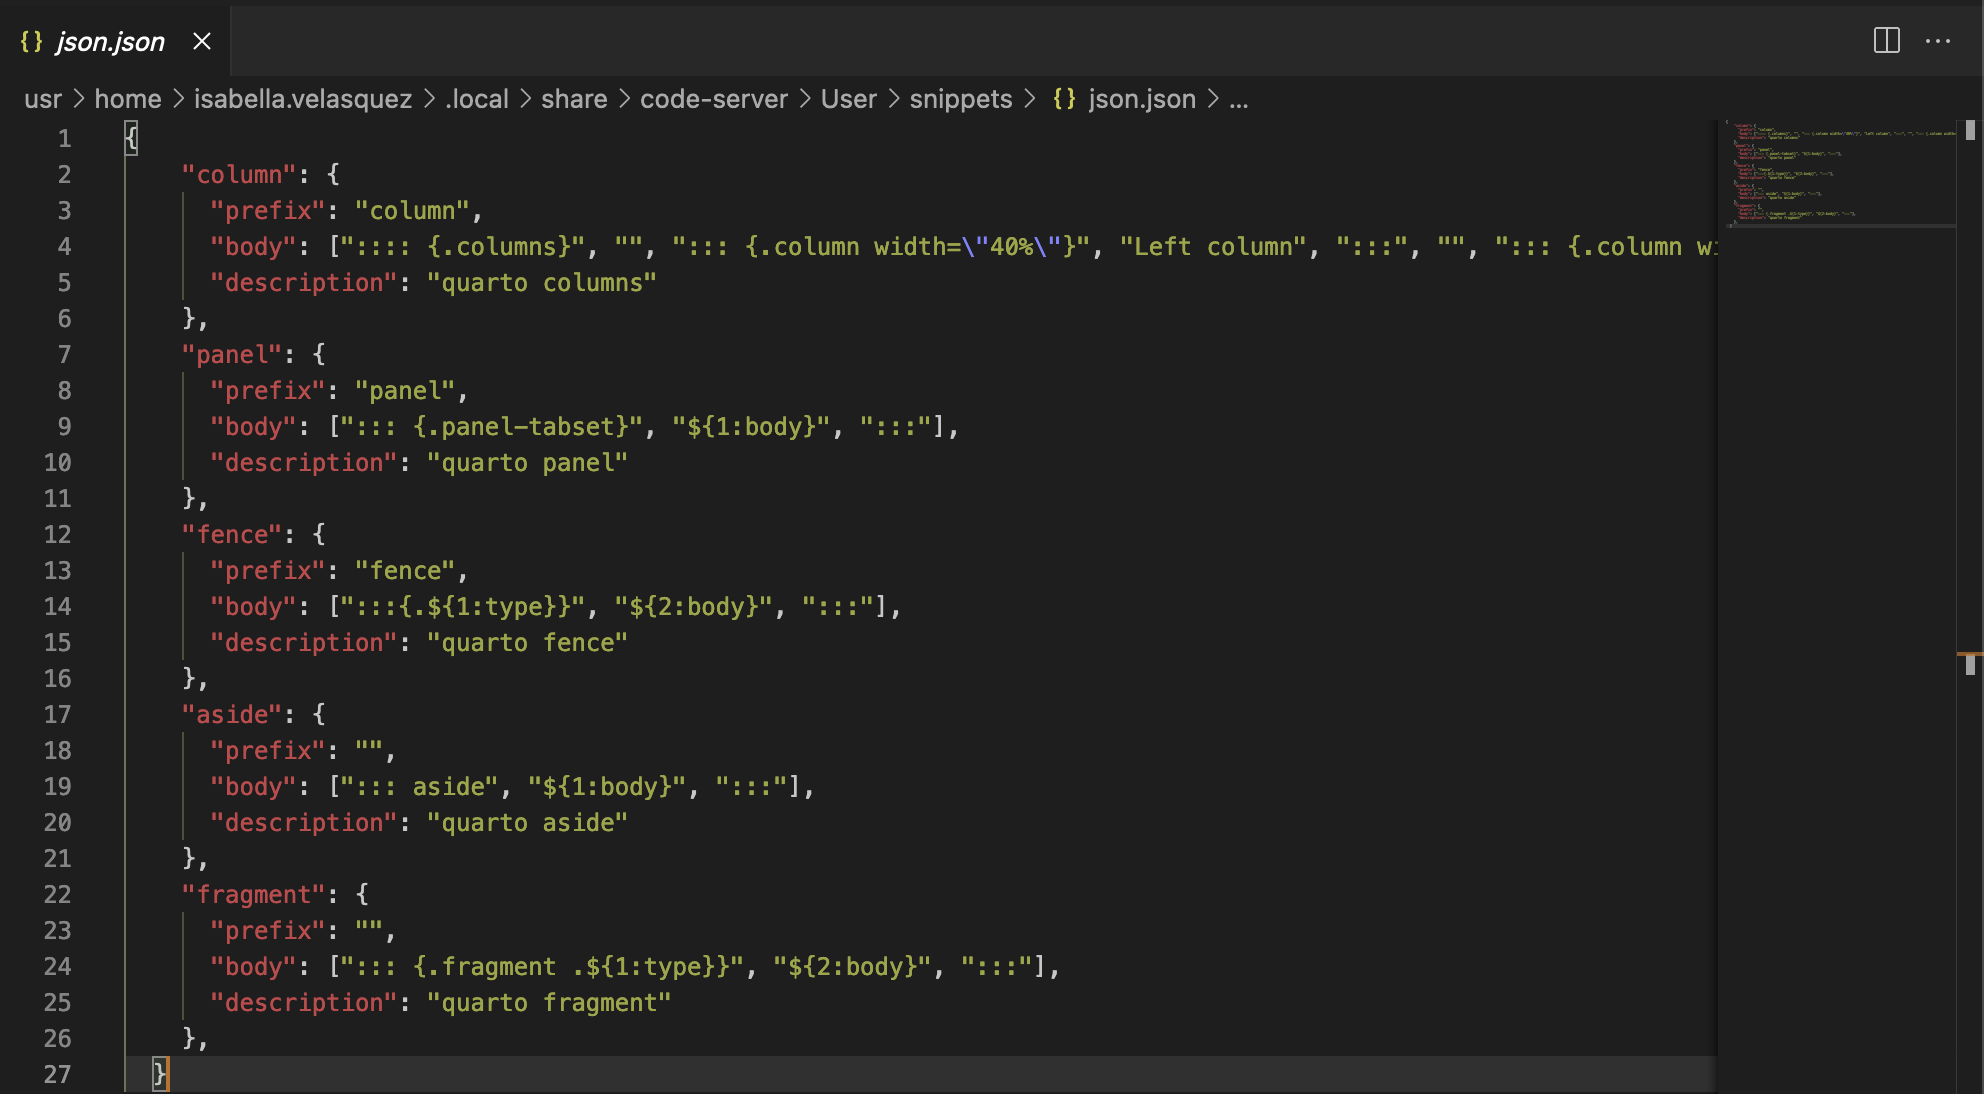 {} json.json ×
usr > home > isabella.velasquez > .local > share > code-server > User > snippets > {} json.json > ...
1 {
2     "column": {
3       "prefix": "column",
4       "body": [":::: {.columns}", "", "::: {.column width=\"40%\"}", "Left column", ":::", "", "::: {.column wi
5       "description": "quarto columns"
6     },
7     "panel": {
8       "prefix": "panel",
9       "body": ["::: {.panel-tabset}", "${1:body}", ":::"],
10       "description": "quarto panel"
11     },
12     "fence": {
13       "prefix": "fence",
14       "body": [":::{.${1:type}}", "${2:body}", ":::"],
15       "description": "quarto fence"
16     },
17     "aside": {
18       "prefix": "",
19       "body": ["::: aside", "${1:body}", ":::"],
20       "description": "quarto aside"
21     },
22     "fragment": {
23       "prefix": "",
24       "body": ["::: {.fragment .${1:type}}", "${2:body}", ":::"],
25       "description": "quarto fragment"
26     },
27   }